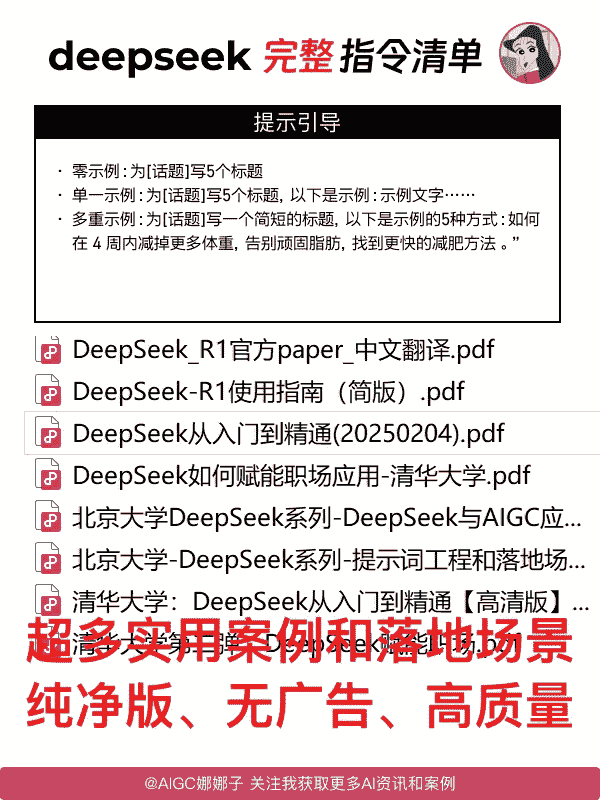 deepseek 完整 指令清单
提示引导
· 零示例：为[话题]写5个标题
· 单一示例：为[话题]写5个标题，以下是示例：示例文字……
· 多重示例：为[话题]写一个简短的标题，以下是示例的5种方式：如何
在 4 周内减掉更多体重，告别顽固脂肪，找到更快的减肥方法。”
DeepSeek_R1官方paper_中文翻译.pdf
DeepSeek-R1使用指南（简版）.pdf
DeepSeek从入门到精通(20250204).pdf
DeepSeek如何赋能职场应用-清华大学.pdf
北京大学DeepSeek系列-DeepSeek与AIGC应...
北京大学-DeepSeek系列-提示词工程和落地场...
清华大学：DeepSeek从入门到精通【高清版】...
超多实用案例和落地场景
纯净版、无广告、高质量
@AIGC娜娜子 关注我获取更多AI资讯和案例